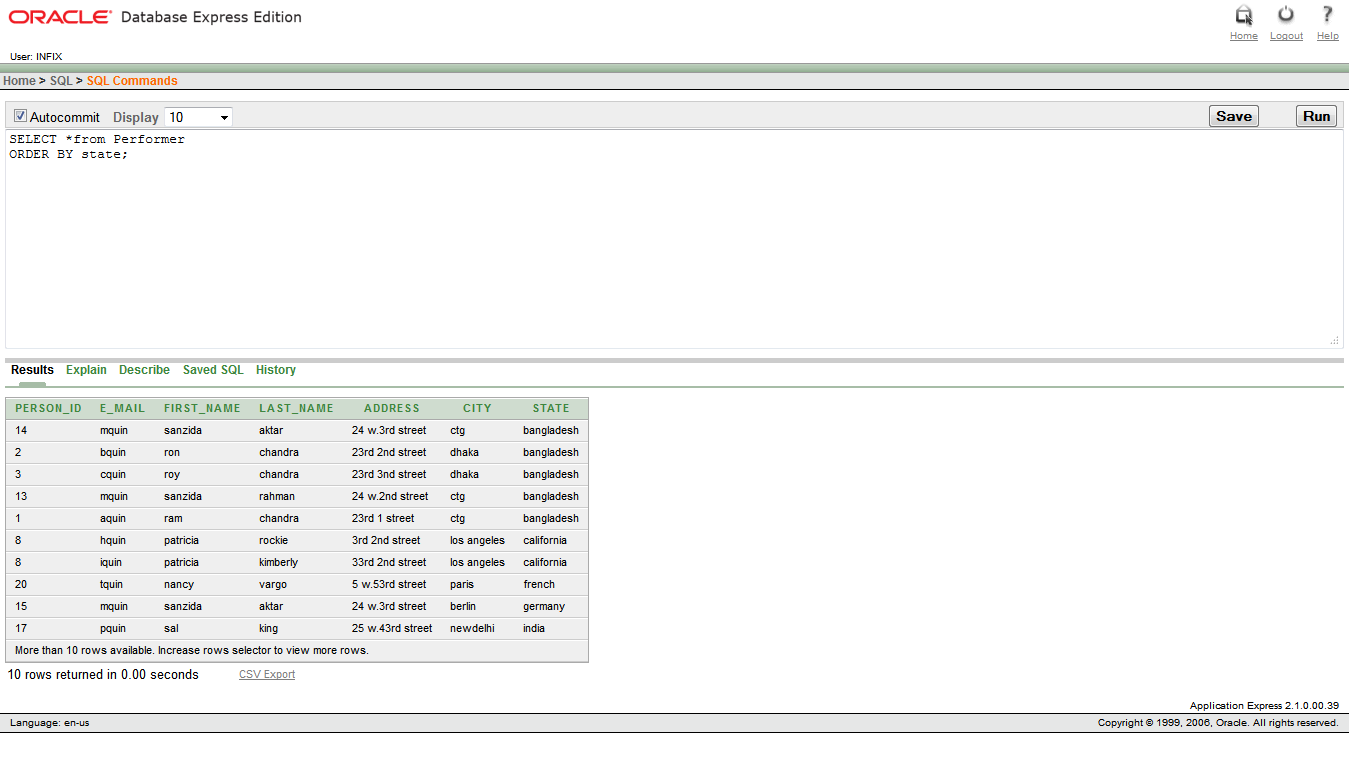 ORACLE® Database Express Edition
Home Logout Help
User: INFIX
Home > SQL > SQL Commands
Autocommit Display 10 Save Run
SELECT *from Performer
ORDER BY state;
Results Explain Describe Saved SQL History
PERSON_ID E_MAIL FIRST_NAME LAST_NAME ADDRESS CITY STATE
14 mquin sanzida aktar 24 w.3rd street ctg bangladesh
2 bquin ron chandra 23rd 2nd street dhaka bangladesh
3 cquin roy chandra 23rd 3nd street dhaka bangladesh
13 mquin sanzida rahman 24 w.2nd street ctg bangladesh
1 aquin ram chandra 23rd 1 street ctg bangladesh
8 hquin patricia rockie 3rd 2nd street los angeles california
8 iquin patricia kimberly 33rd 2nd street los angeles california
20 tquin nancy vargo 5 w.53rd street paris french
15 mquin sanzida aktar 24 w.3rd street berlin germany
17 pquin sal king 25 w.43rd street newdelhi india
More than 10 rows available. Increase rows selector to view more rows.
10 rows returned in 0.00 seconds CSV Export
Application Express 2.1.0.00.39
Language: en-us Copyright © 1999, 2006, Oracle. All rights reserved.